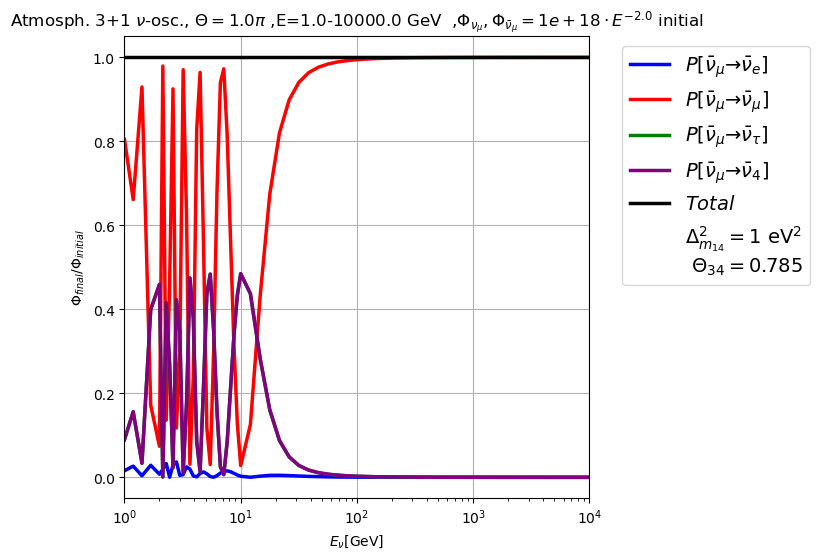 Atmosph. 3+1 ν-osc., Θ = 1.0π ,E=1.0-10000.0 GeV ,Φ_{ν_μ}, Φ_{ν̄_μ} = 1e + 18 · E^{−2.0} initial
P[ν̄_μ→ν̄_e]
P[ν̄_μ→ν̄_μ]
P[ν̄_μ→ν̄_τ]
P[ν̄_μ→ν̄_4]
Total
Δ^2_{m_{14}} = 1 eV^2
Θ_{34} = 0.785
Φ_{final}/Φ_{initial}
1.0
0.8
0.6
0.4
0.2
0.0
10^0 10^1 10^2 10^3 10^4
E_ν[GeV]